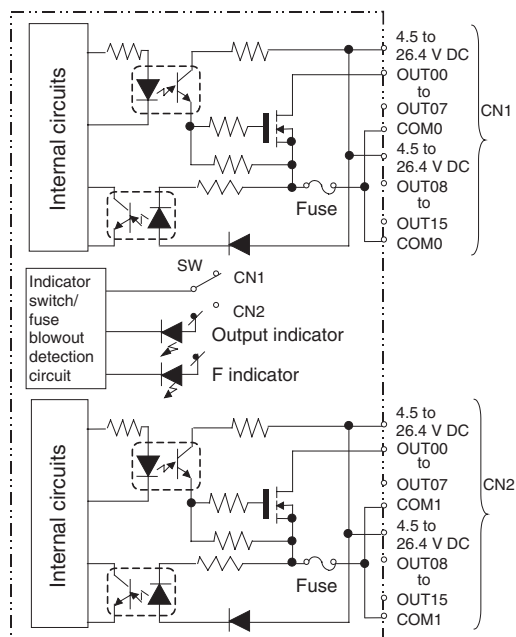 Internal circuits
4.5 to
26.4 V DC
OUT00
to
OUT07
COM0
4.5 to
26.4 V DC
OUT08
to
OUT15
COM0
CN1
Fuse
SW
CN1
CN2
Indicator
switch/
fuse
blowout
detection
circuit
Output indicator
F indicator
Internal circuits
4.5 to
26.4 V DC
OUT00
to
OUT07
COM1
4.5 to
26.4 V DC
OUT08
to
OUT15
COM1
CN2
Fuse